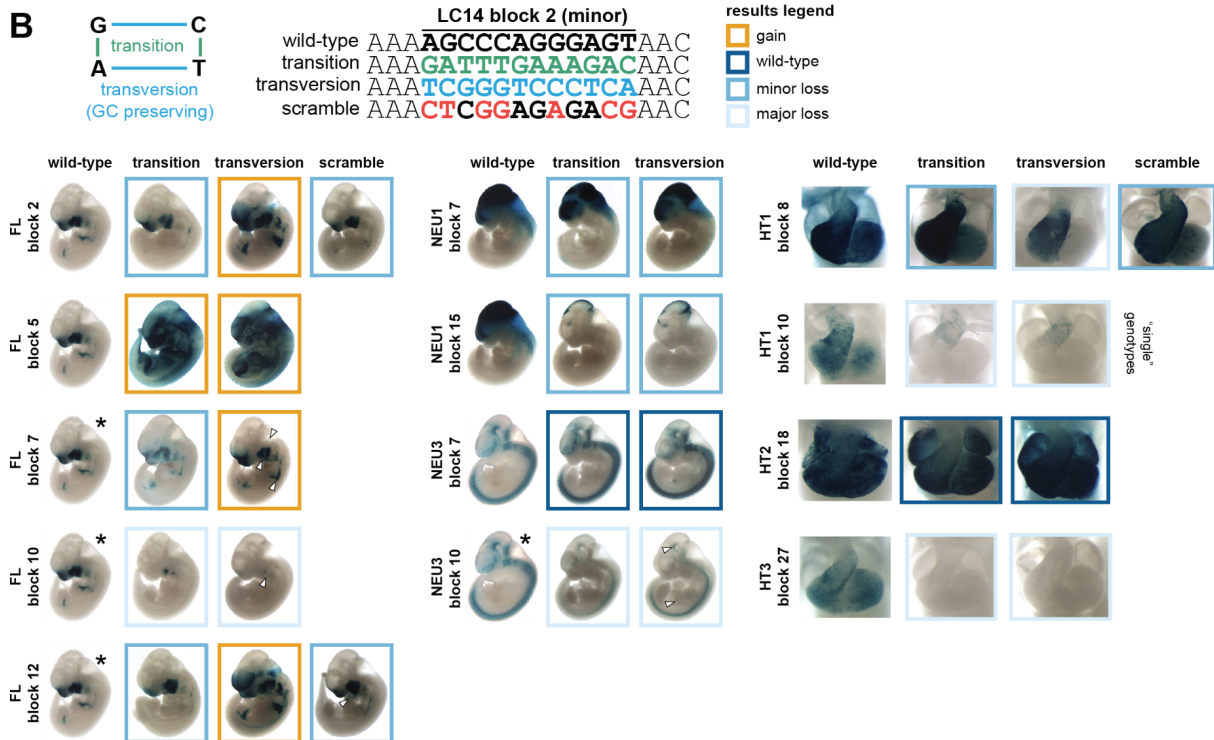 B
G C
transition
A T
transversion
(GC preserving)
LC14 block 2 (minor)
wild-type AAAAGCCCAGGGAGTAAC
transition AAAGATTTGAAAGACAAC
transversion AAATCGGGTCCCTCAAAC
scramble AAACTCGGAGAGACGAAC
results legend
gain
wild-type
minor loss
major loss
wild-type transition transversion scramble
FL
block 2
FL
block 5
FL
block 7
*
FL
block 10
*
FL
block 12
*
wild-type transition transversion
NEU1
block 7
NEU1
block 15
NEU3
block 7
NEU3
block 10
*
wild-type transition transversion scramble
HT1
block 8
HT1
block 10
"single"
genotypes
HT2
block 18
HT3
block 27